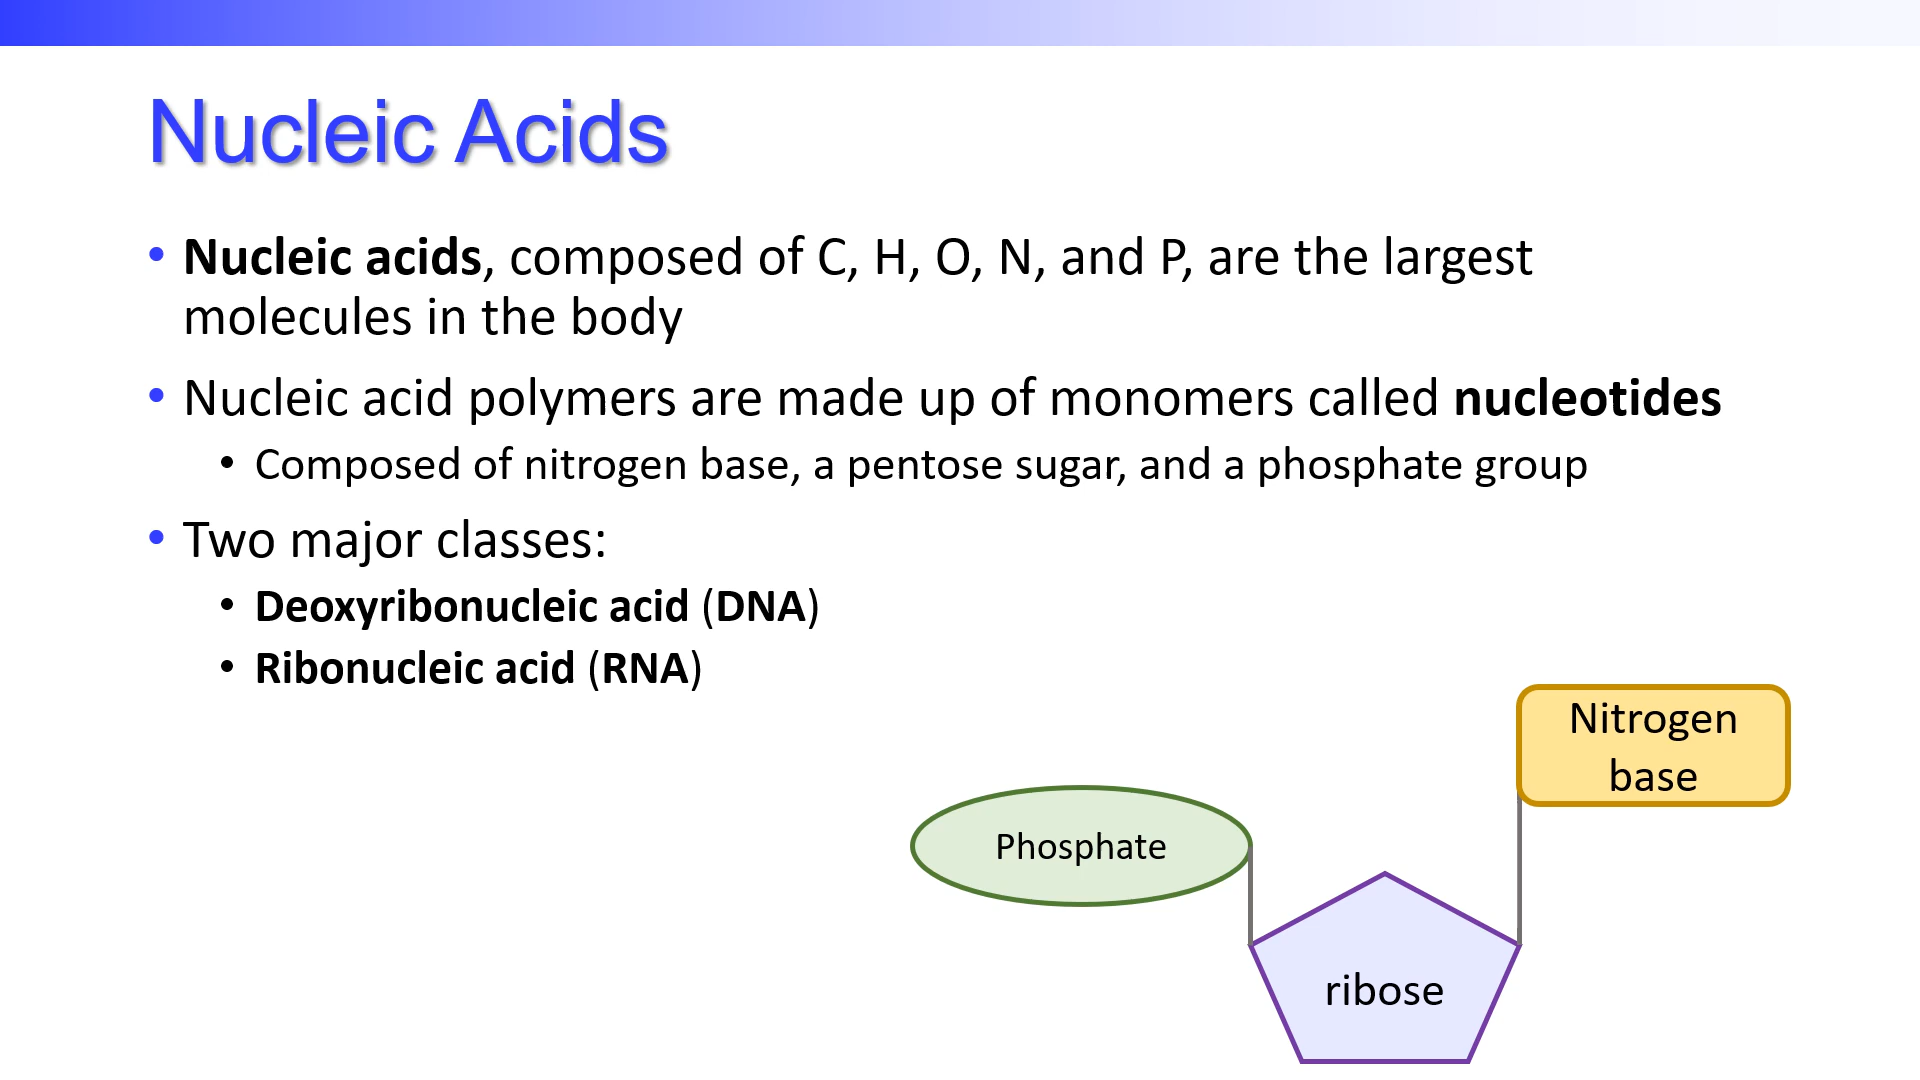 Nucleic Acids
• Nucleic acids, composed of C, H, O, N, and P, are the largest
molecules in the body
• Nucleic acid polymers are made up of monomers called nucleotides
• Composed of nitrogen base, a pentose sugar, and a phosphate group
• Two major classes:
• Deoxyribonucleic acid (DNA)
• Ribonucleic acid (RNA)
Nitrogen
base
Phosphate
ribose